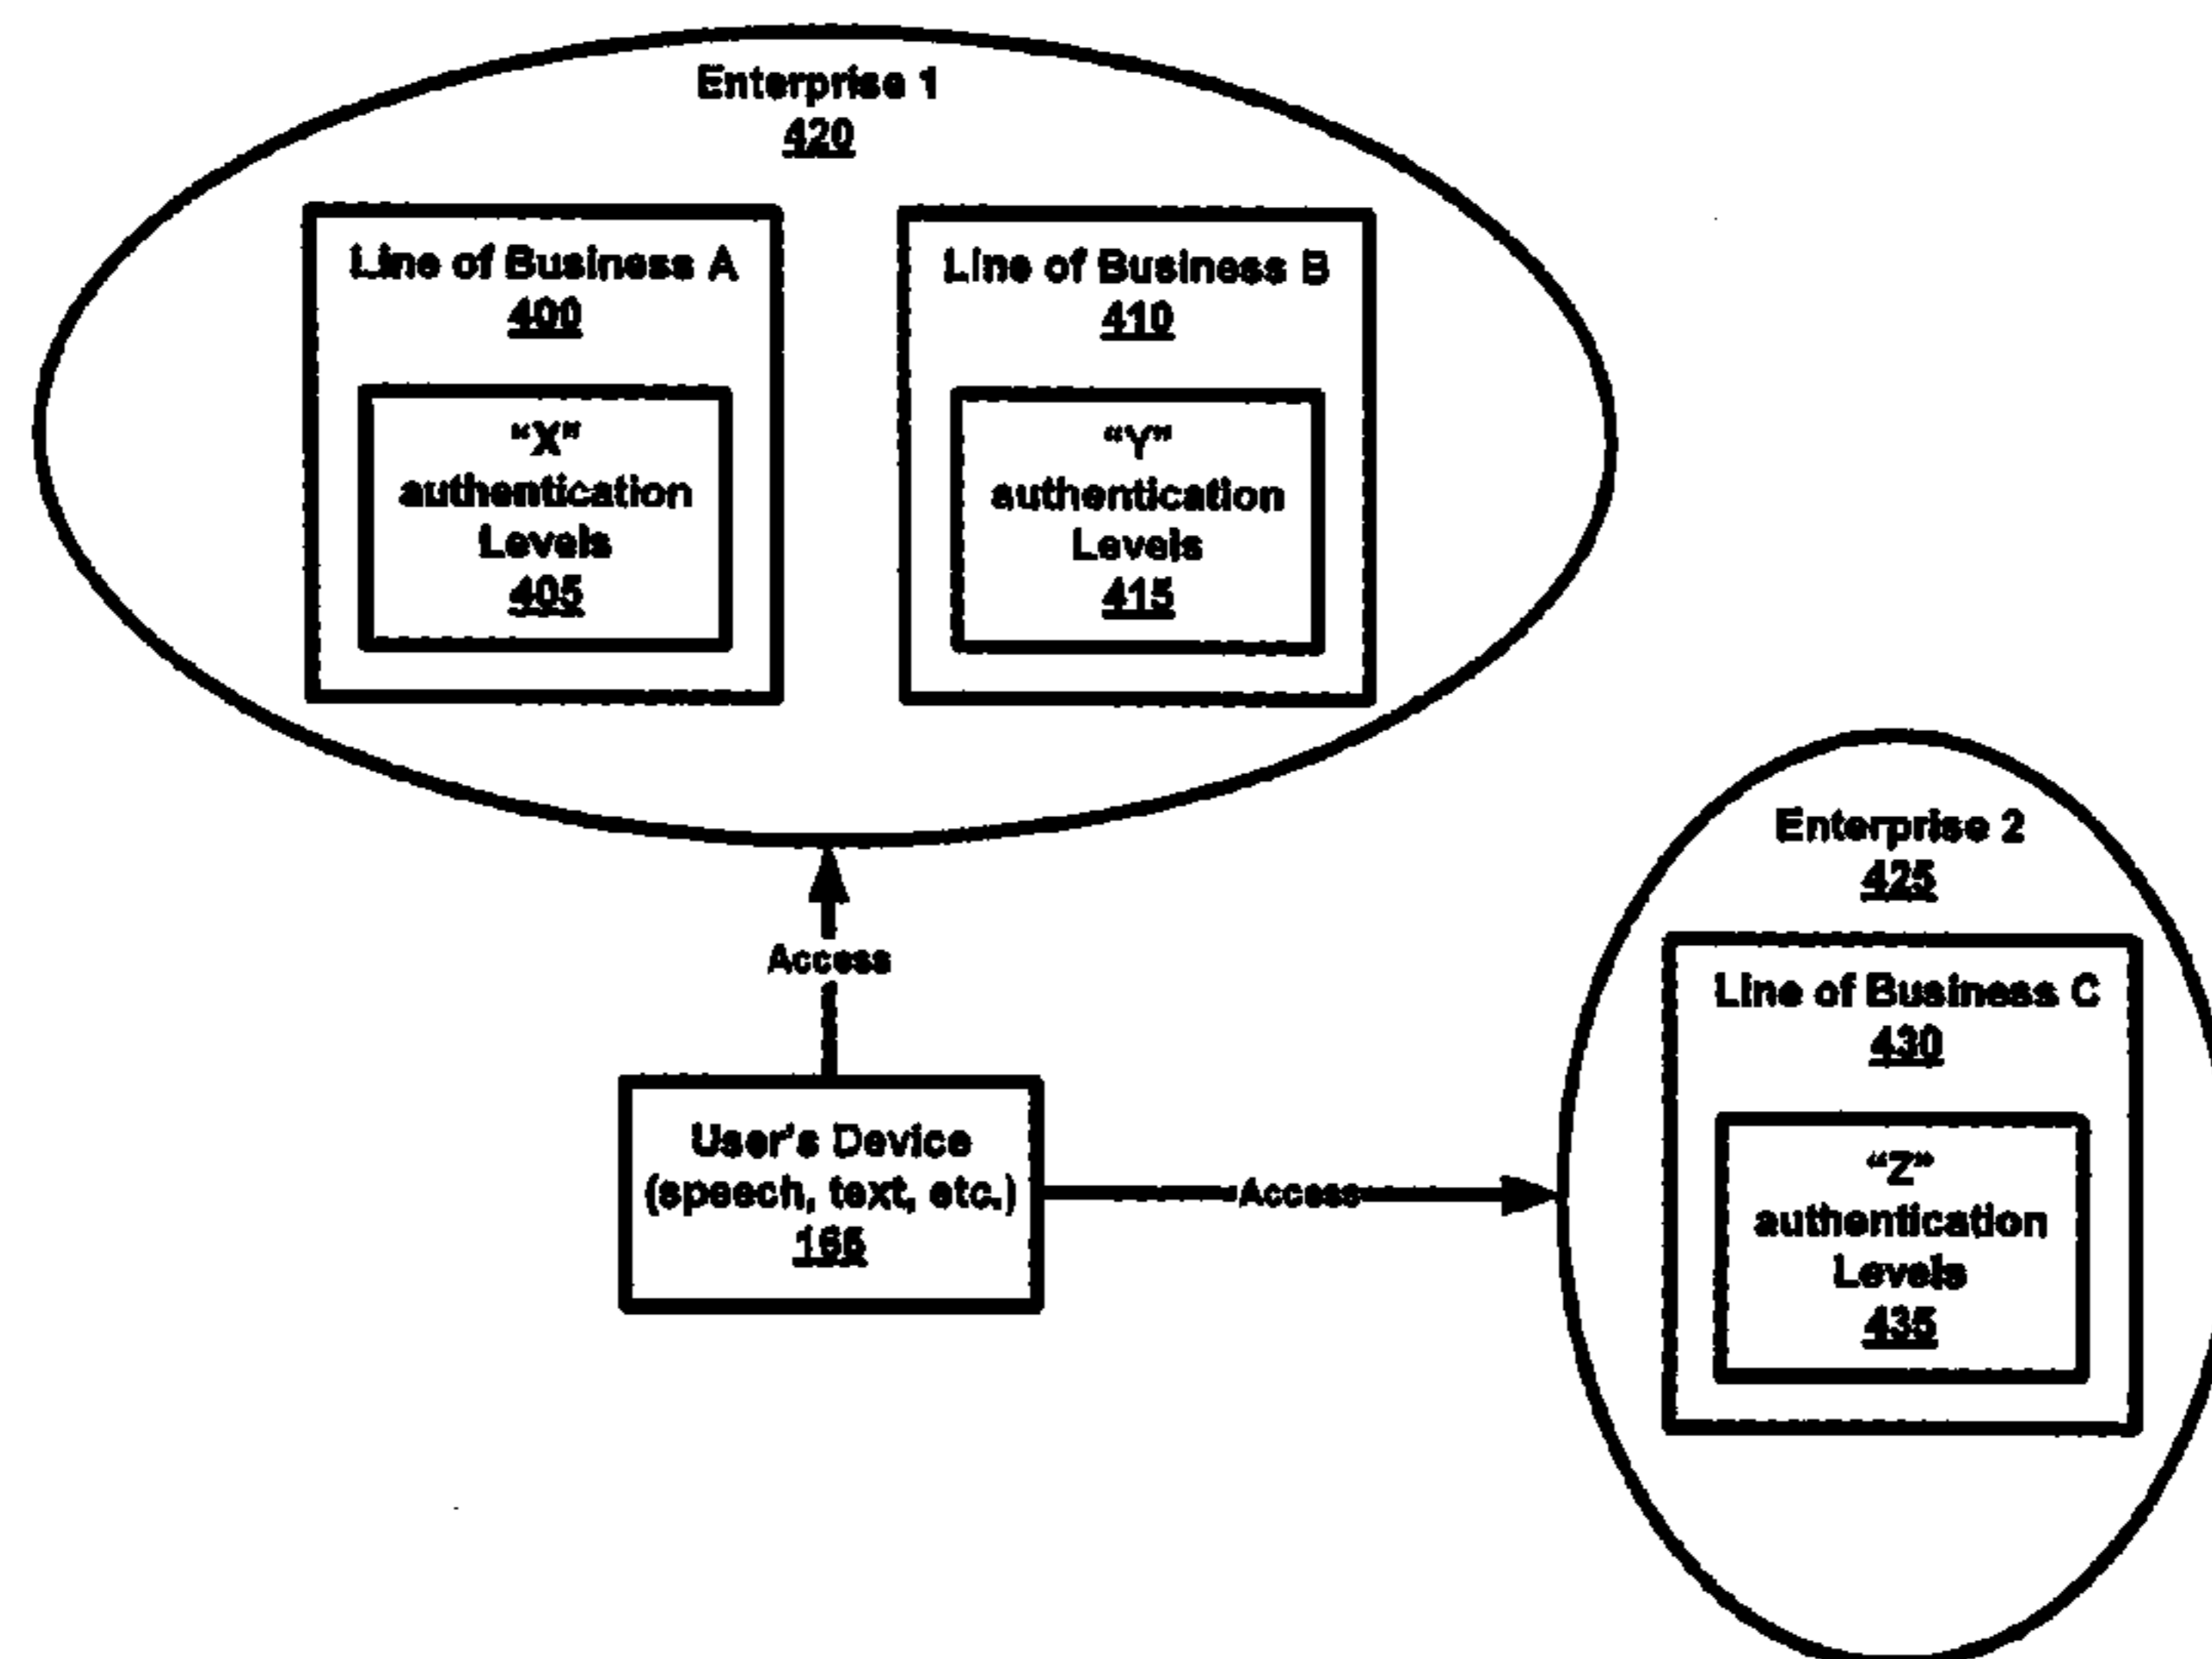 Enterprise 1
420
Line of Business A
400
"X"
authentication
Levels
405
Line of Business B
410
"Y"
authentication
Levels
415
Access
User's Device
(speech, text, etc.)
Access
Enterprise 2
425
Line of Business C
430
"Z"
authentication
Levels
435